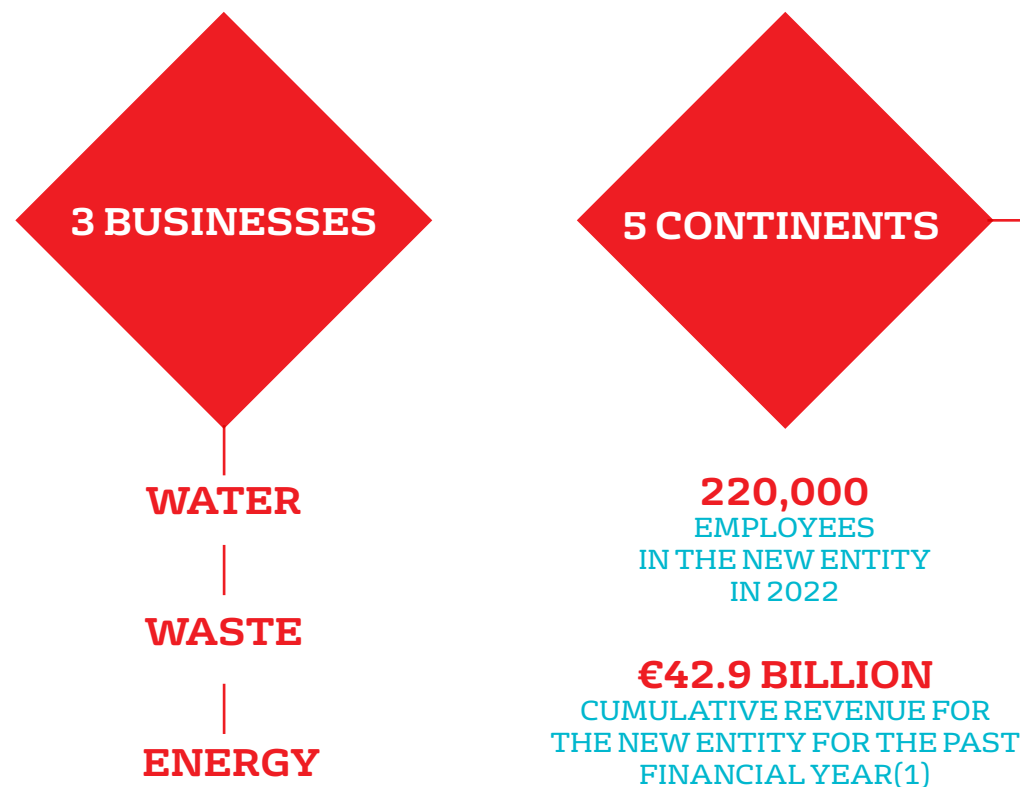 3 BUSINESSES
WATER
WASTE
ENERGY
5 CONTINENTS
220,000
EMPLOYEES
IN THE NEW ENTITY
IN 2022
€42.9 BILLION
CUMULATIVE REVENUE FOR
THE NEW ENTITY FOR THE PAST
FINANCIAL YEAR(1)